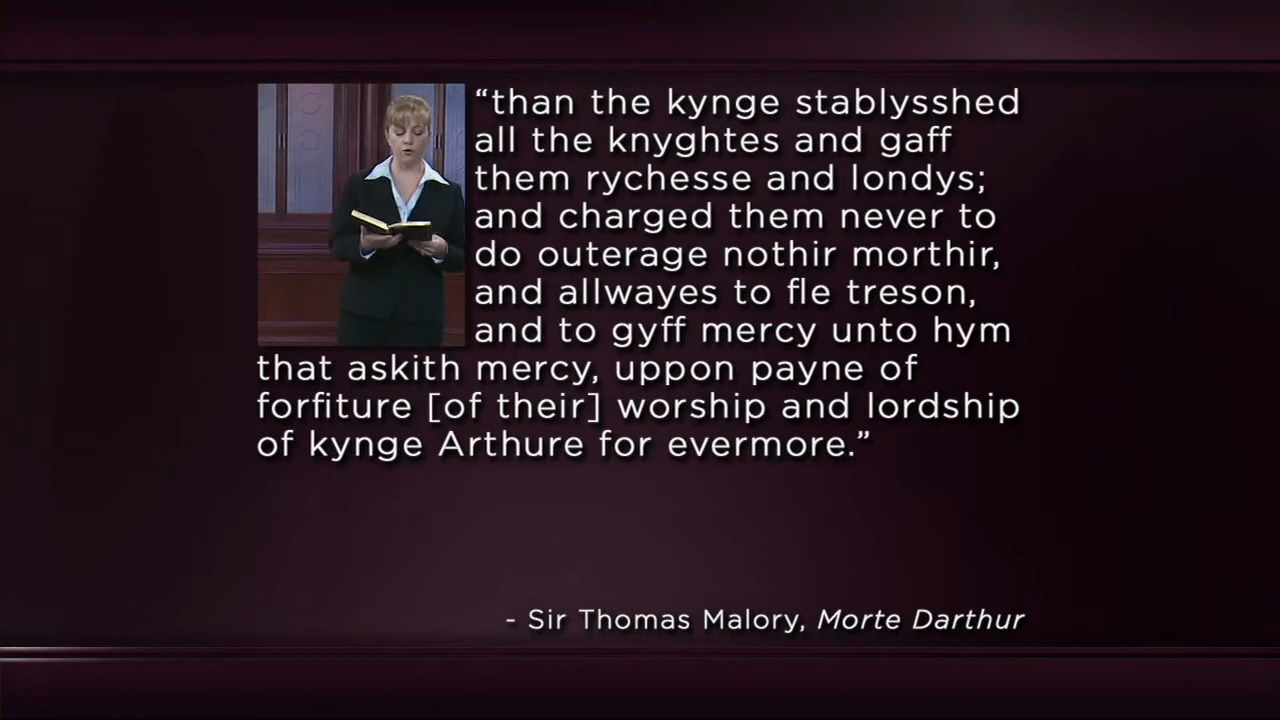 “than the kynge stablysshed
all the knyghtes and gaff
them rychesse and londys;
and charged them never to
do outerage nothir morthir,
and allwayes to fle treson,
and to gyff mercy unto hym
that askith mercy, uppon payne of
forfiture [of their] worship and lordship
of kynge Arthure for evermore.”
- Sir Thomas Malory, Morte Darthur